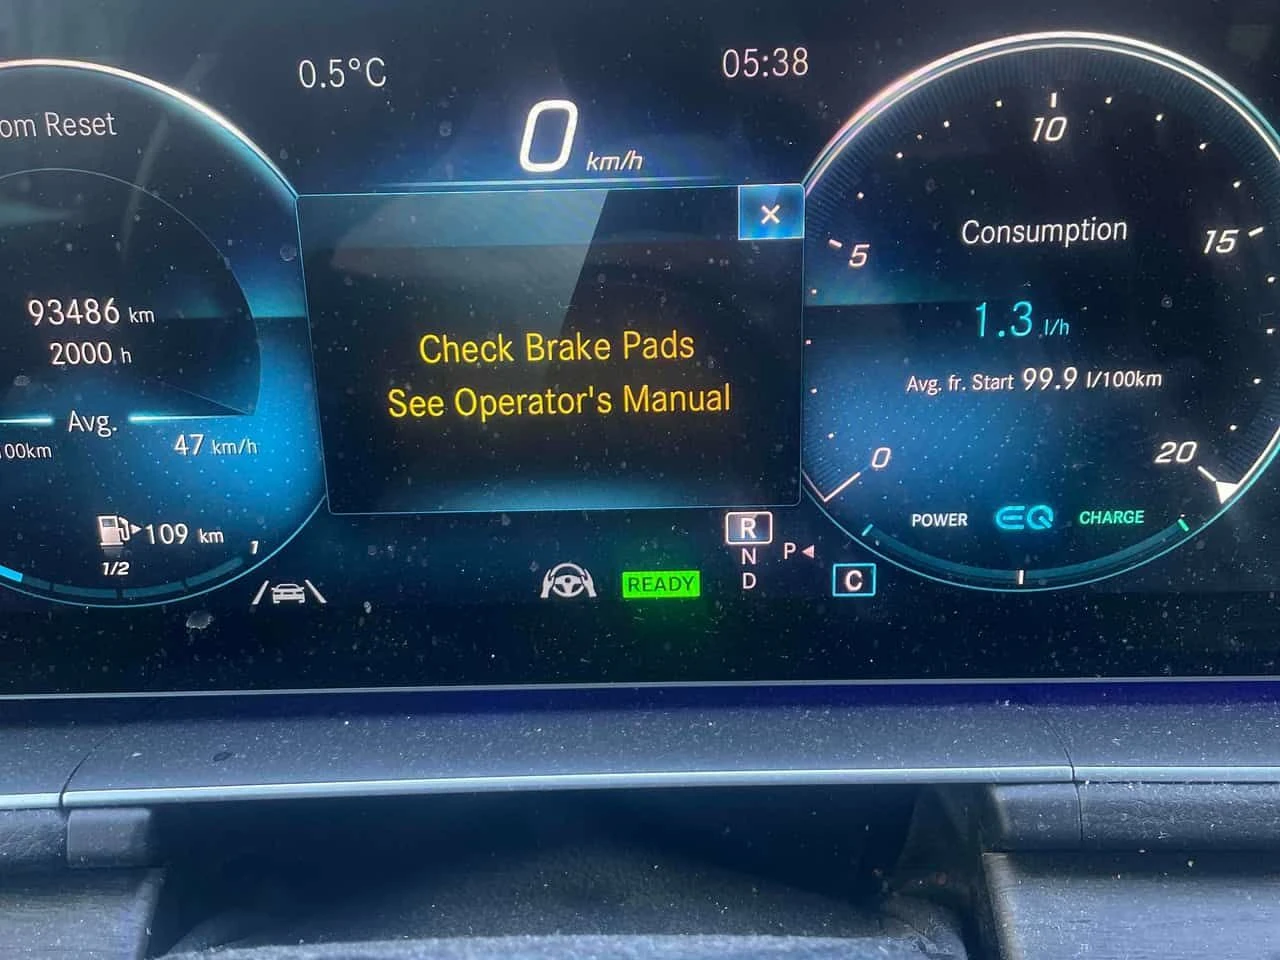 0.5°C
05:38
om Reset
0 km/h
×
10
Consumption
5
15
93486 km
2000 h
1.3 l/h
Check Brake Pads
See Operator's Manual
Avg. fr. Start 99.9 l/100km
Avg.
00km
47 km/h
0
20
109 km
1/2
1
R
N
D
P
POWER
EQ
CHARGE
READY
C